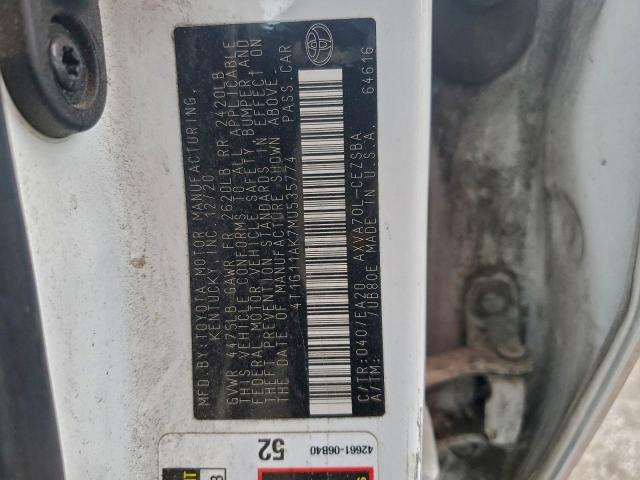 MFD.BY:TOYOTA MOTOR MANUFACTURING,
KENTUCKY,INC. 12/20
GVWR 4475LB GAWR FR 2620LB RR 2420LB
THIS VEHICLE CONFORMS TO ALL APPLICABLE
FEDERAL MOTOR VEHICLE SAFETY, BUMPER, AND
THEFT PREVENTION STANDARDS IN EFFECT ON
THE DATE OF MANUFACTURE SHOWN ABOVE.
4T1G11AK7MU535774 PASS.CAR
C/TR:040/EA20 AXVA70L-CEZSBA
A/TM: /UB80E MADE IN U.S.A. 64616
42661-06B40
52